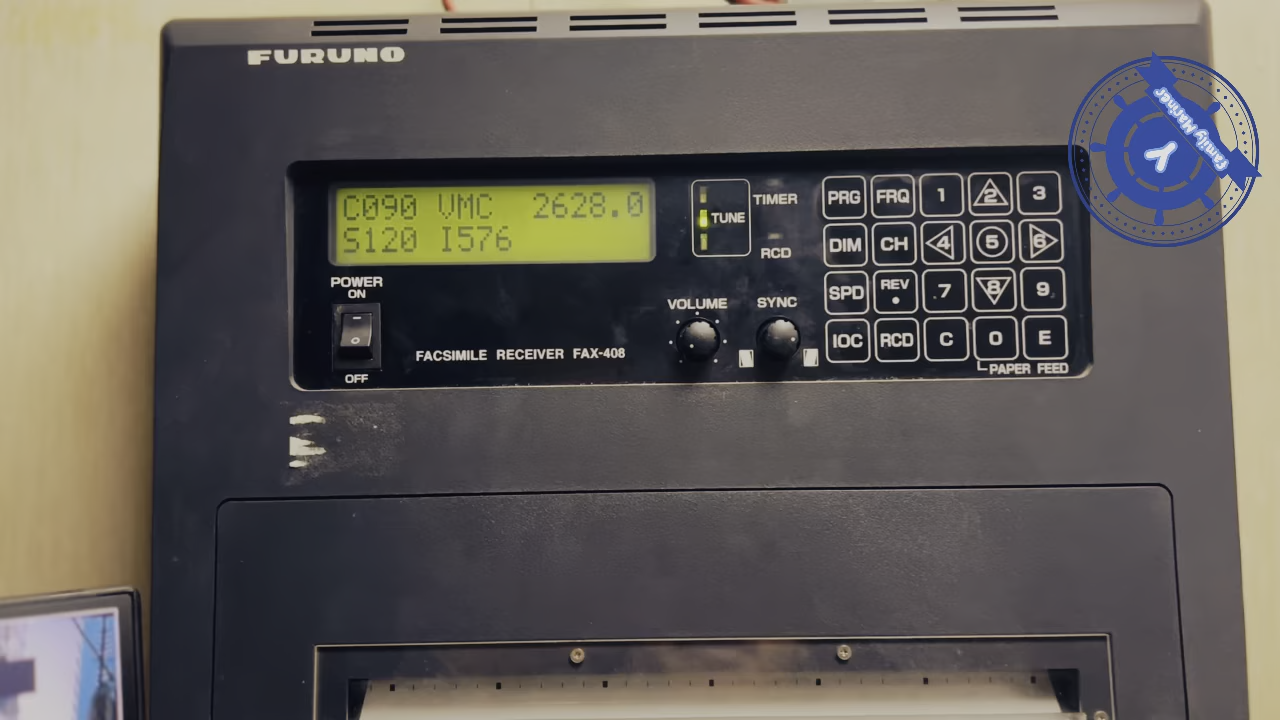 FURUNO
C090 VMC 2628.0
S120 I576
TUNE
TIMER
RCD
POWER
ON
OFF
FACSIMILE RECEIVER FAX-408
VOLUME
SYNC
PRG FRQ 1 2 3
DIM CH 4 5 6
SPD REV 7 8 9
IOC RCD C 0 E
PAPER FEED
Family Mariner